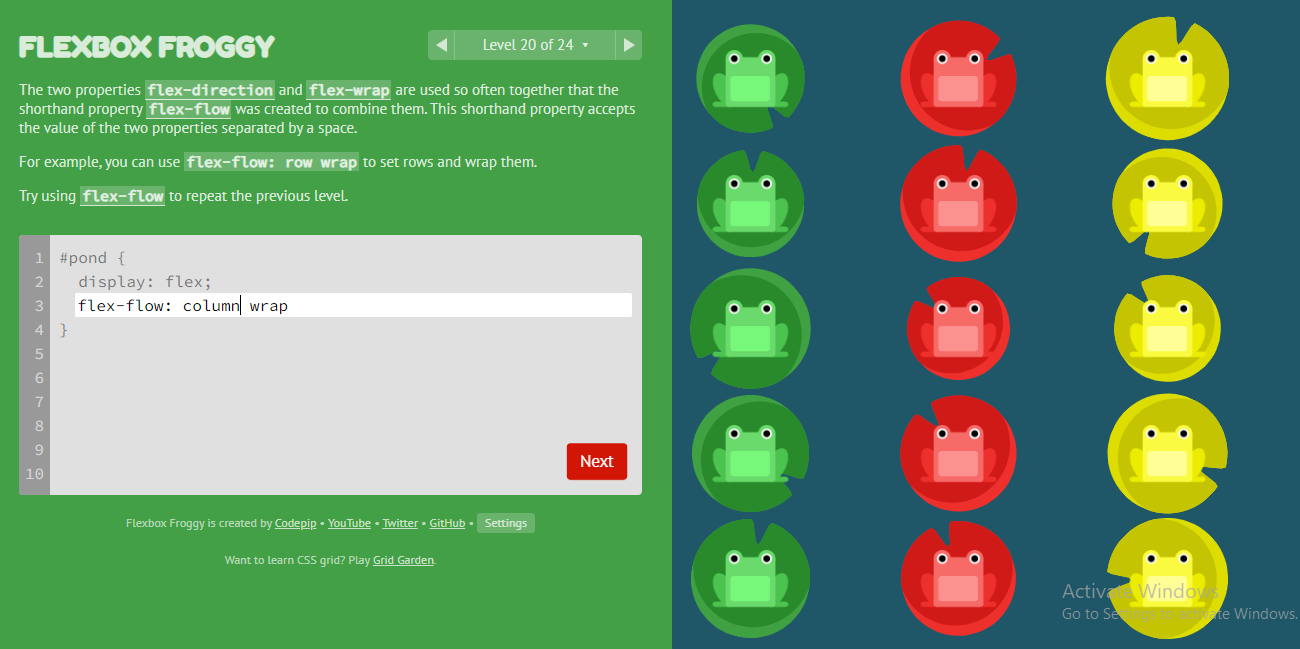 FLEXBOX FROGGY
◀ Level 20 of 24 ▾ ▶
The two properties flex-direction and flex-wrap are used so often together that the
shorthand property flex-flow was created to combine them. This shorthand property accepts
the value of the two properties separated by a space.
For example, you can use flex-flow: row wrap to set rows and wrap them.
Try using flex-flow to repeat the previous level.
1 #pond {
2 display: flex;
3 flex-flow: column wrap
4 }
5
6
7
8
9
10
Next
Flexbox Froggy is created by Codepip • YouTube • Twitter • GitHub • Settings
Want to learn CSS grid? Play Grid Garden.
Activate Windows
Go to Settings to activate Windows.